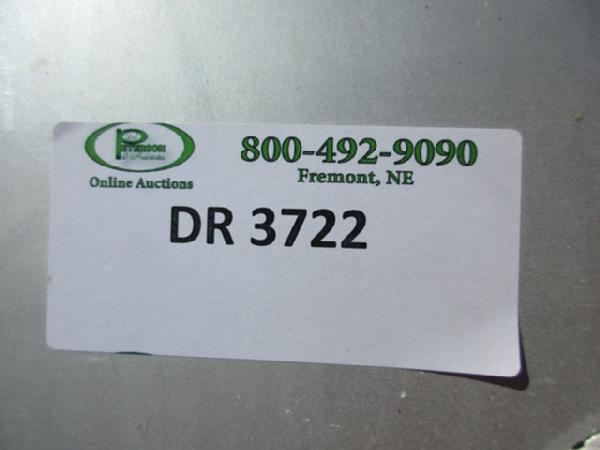 PETERSON
800-492-9090
Online Auctions
Fremont, NE
DR 3722